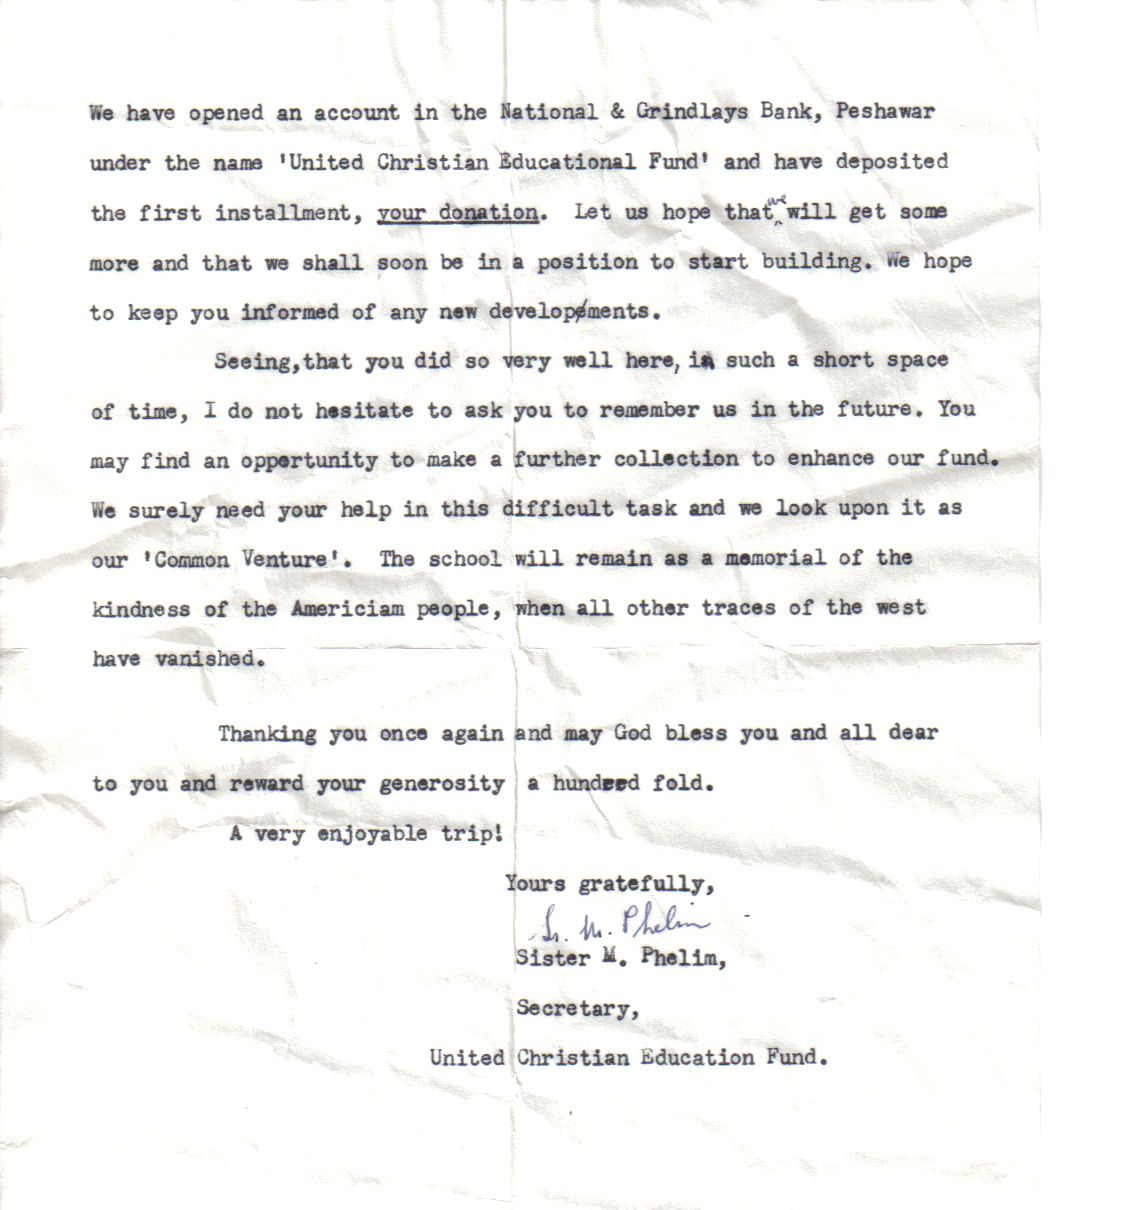 We have opened an account in the National & Grindlays Bank, Peshawar
under the name 'United Christian Educational Fund' and have deposited
the first installment, your donation. Let us hope that we will get some
more and that we shall soon be in a position to start building. We hope
to keep you informed of any new developments.
Seeing,that you did so very well here, in such a short space
of time, I do not hesitate to ask you to remember us in the future. You
may find an opportunity to make a further collection to enhance our fund.
We surely need your help in this difficult task and we look upon it as
our 'Common Venture'. The school will remain as a memorial of the
kindness of the Americiam people, when all other traces of the west
have vanished.
Thanking you once again and may God bless you and all dear
to you and reward your generosity a hundred fold.
A very enjoyable trip!
Yours gratefully,
Sr. M. Phelim
Sister M. Phelim,
Secretary,
United Christian Education Fund.